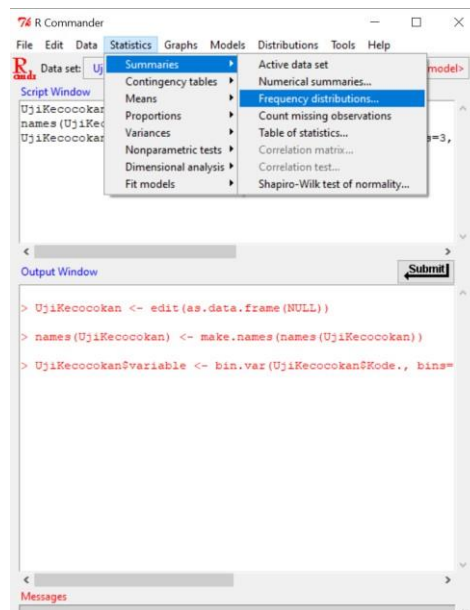 R Commander
File Edit Data Statistics Graphs Models Distributions Tools Help
Data set: Uj model>
Summaries
Contingency tables
Means
Proportions
Variances
Nonparametric tests
Dimensional analysis
Fit models
Active data set
Numerical summaries...
Frequency distributions...
Count missing observations
Table of statistics...
Correlation matrix...
Correlation test...
Shapiro-Wilk test of normality...
Script Window
UjiKecocokan
names(UjiKec
UjiKecocokan s=3,
Output Window Submit
> UjiKecocokan <- edit(as.data.frame(NULL))
> names(UjiKecocokan) <- make.names(names(UjiKecocokan))
> UjiKecocokan$variable <- bin.var(UjiKecocokan$Kode., bins=
Messages